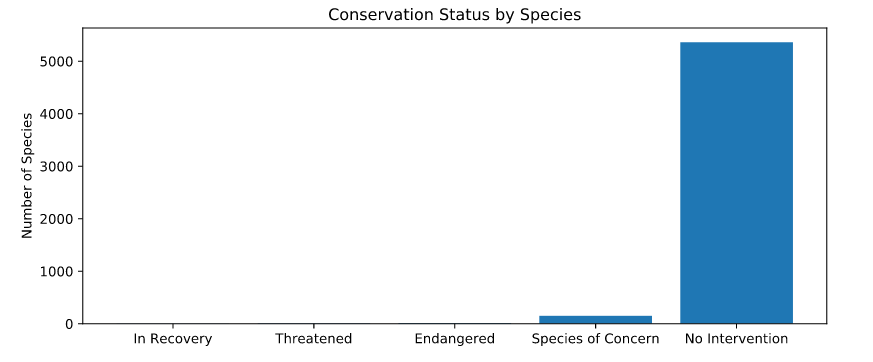 Conservation Status by Species
Number of Species
5000
4000
3000
2000
1000
0
In Recovery
Threatened
Endangered
Species of Concern
No Intervention